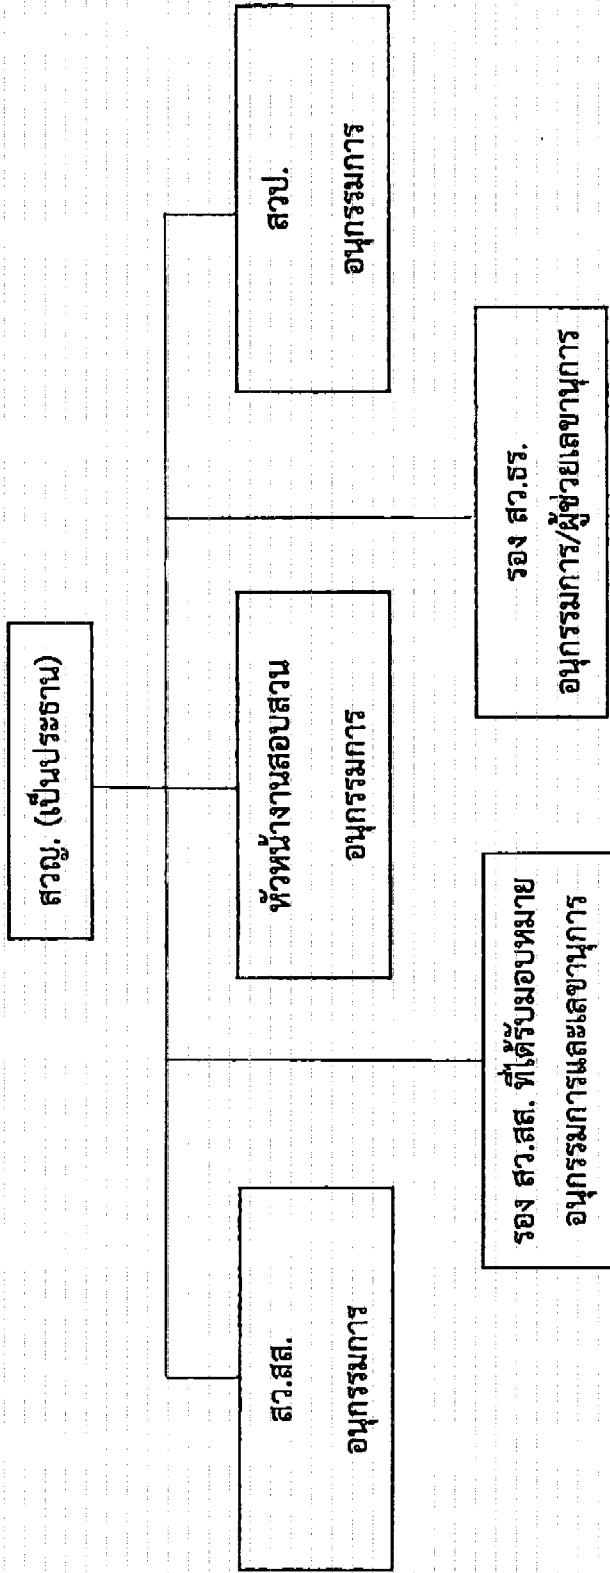 สวญ. (เป็นประธาน)
สว.สส.
อนุกรรมการ
หัวหน้างานสอบสวน
อนุกรรมการ
สวป.
อนุกรรมการ
รอง สว.สส. ที่ได้รับมอบหมาย
อนุกรรมการและเลขานุการ
รอง สว.ธร.
อนุกรรมการ/ผู้ช่วยเลขานุการ